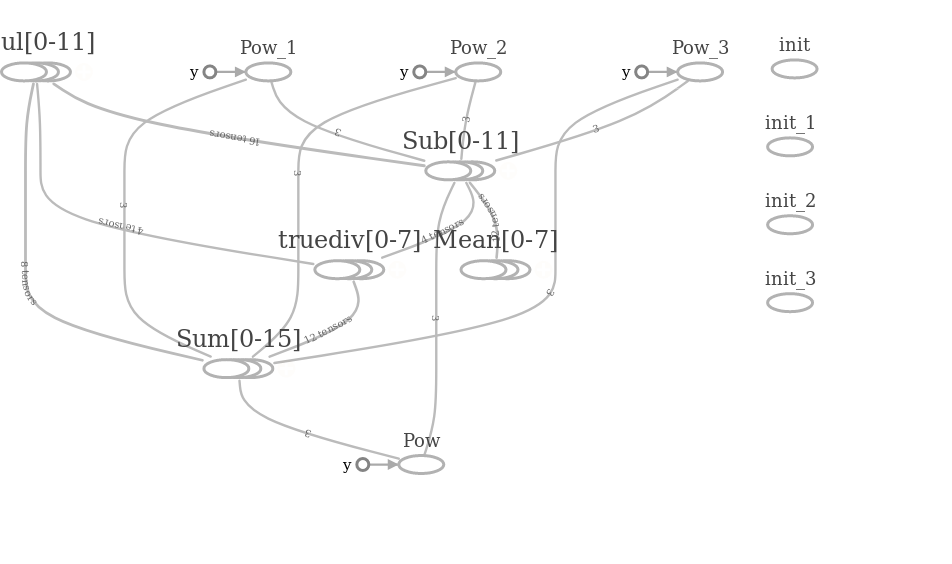 ul[0-11]
Pow_1
Pow_2
Pow_3
init
y
y
y
16 tensors
3
3
3
init_1
Sub[0-11]
3
3
init_2
4 tensors
4 tensors
truediv[0-7]
Mean[0-7]
8 tensors
init_3
3
3
12 tensors
Sum[0-15]
3
Pow
y